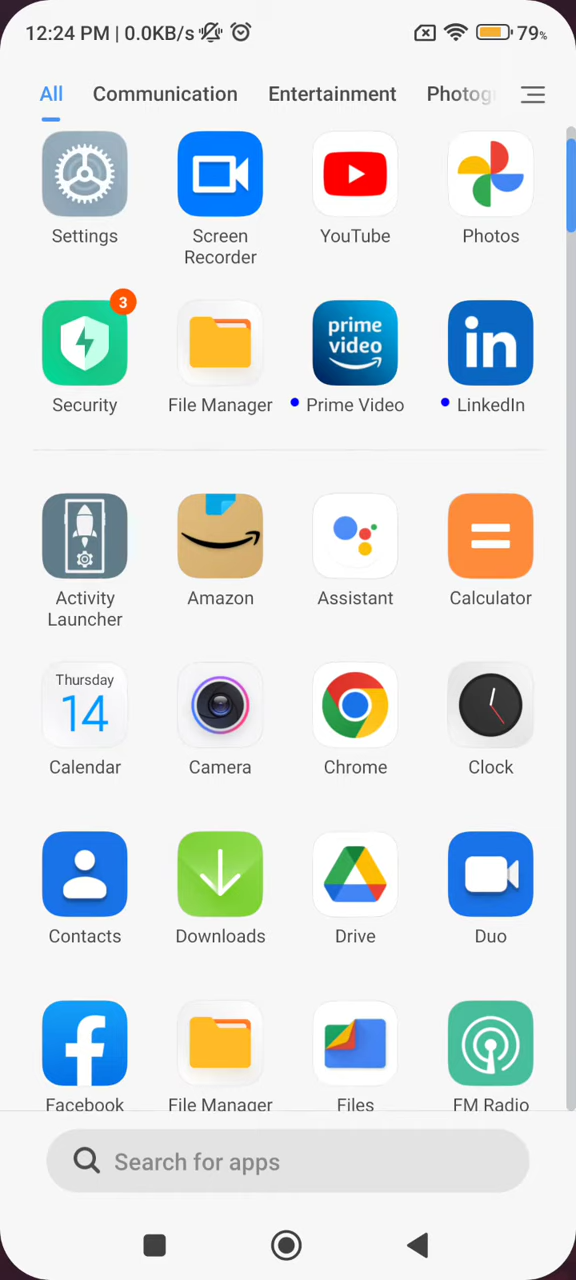 12:24 PM | 0.0KB/s 79%
All Communication Entertainment Photog
Settings Screen Recorder YouTube Photos
3
prime video in
Security File Manager Prime Video LinkedIn
Activity Launcher Amazon Assistant Calculator
Thursday
14
Calendar Camera Chrome Clock
Contacts Downloads Drive Duo
Facebook File Manager Files FM Radio
Search for apps